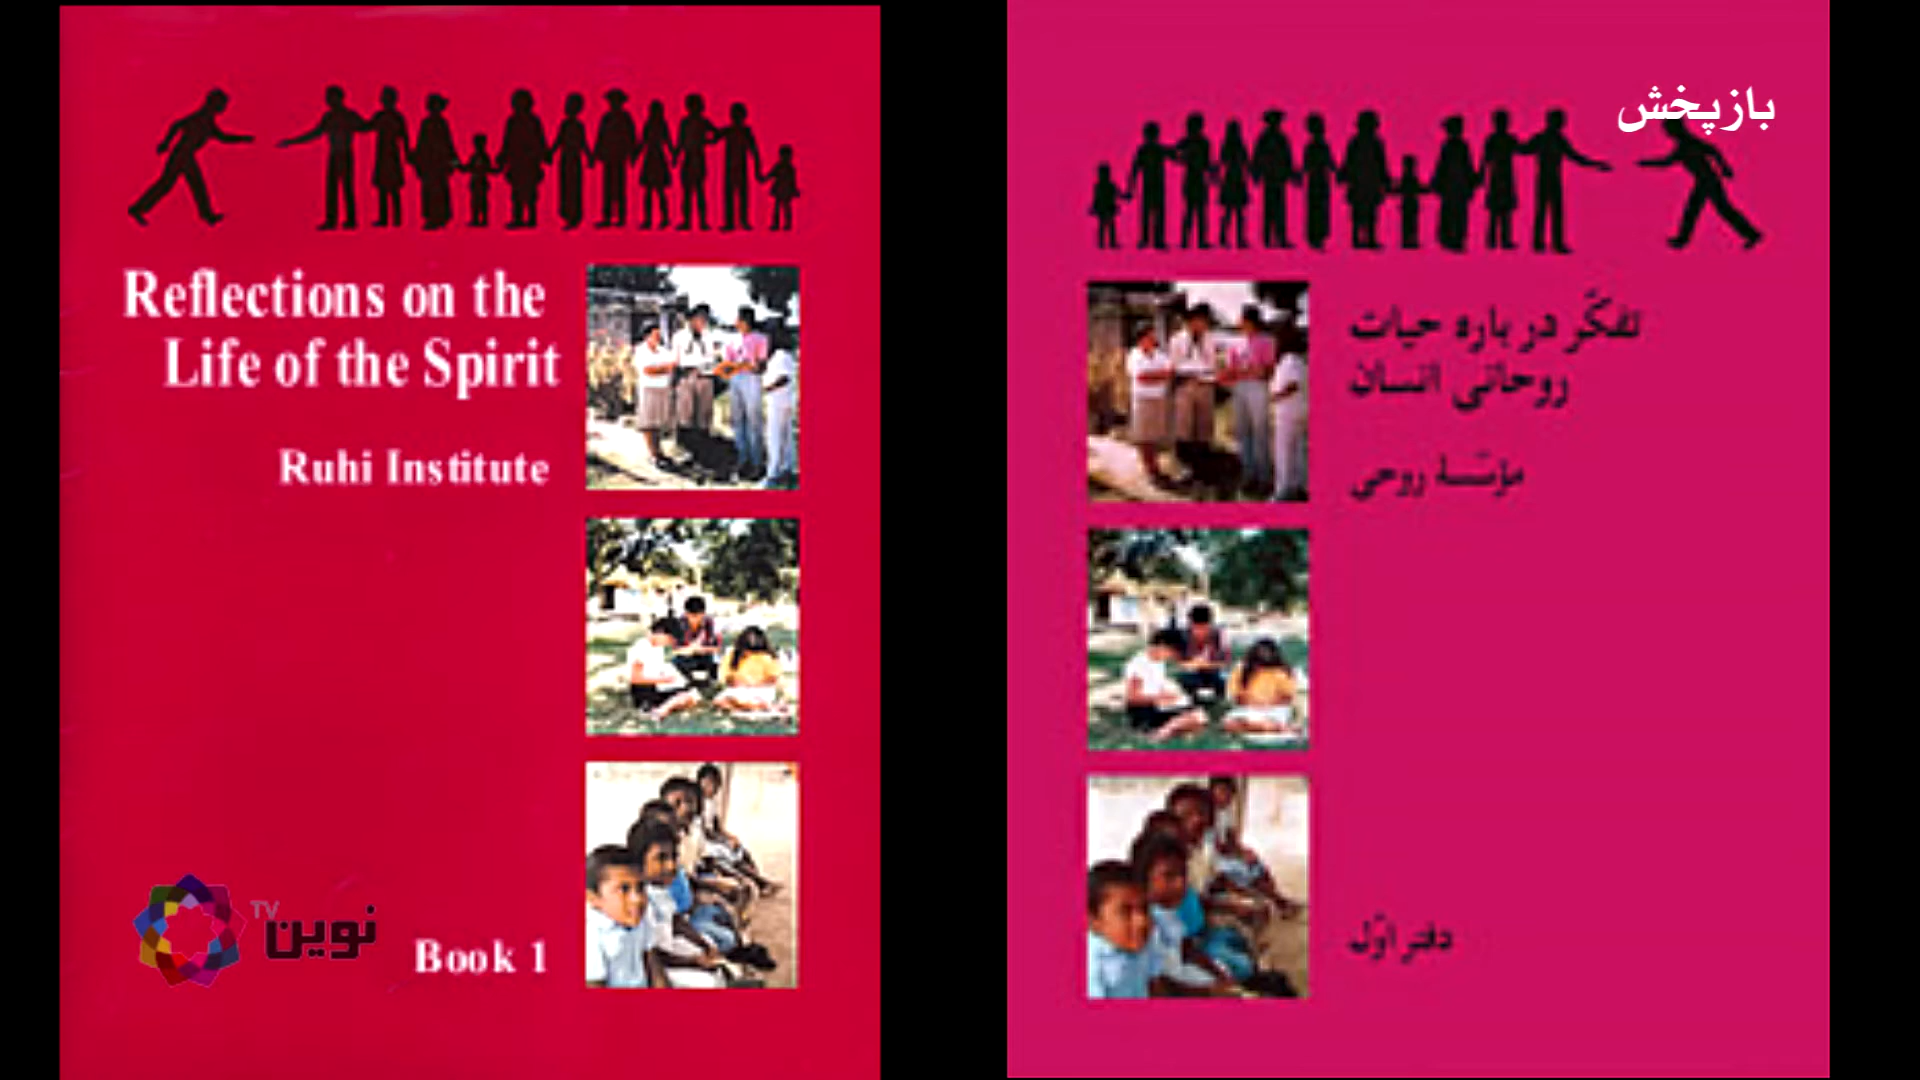 Reflections on the
Life of the Spirit
Ruhi Institute
Book 1
TV
نوین
بازپخش
تفکّر در باره حیات
روحانی انسان
مؤسّسۀ روحی
دفتر اوّل